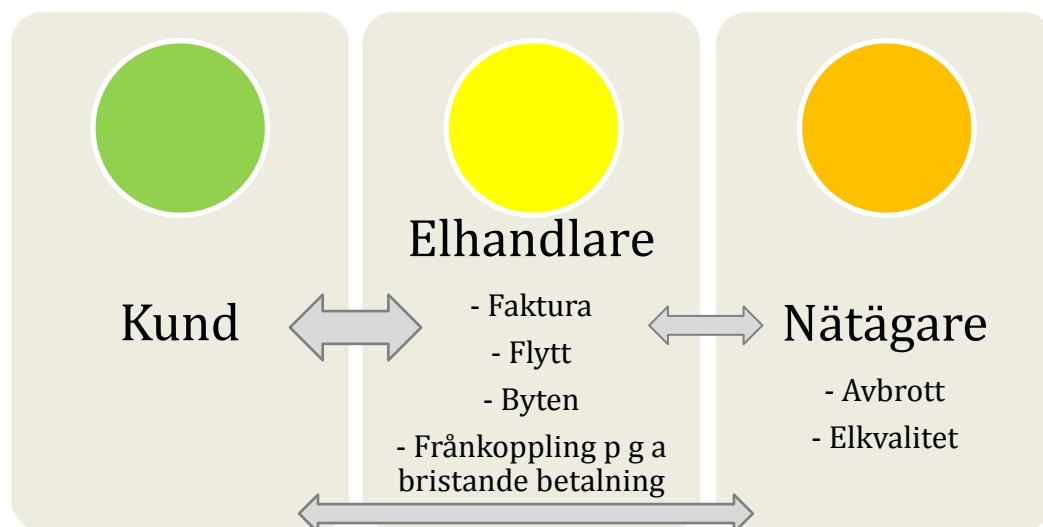 Kund
Elhandlare
- Faktura
- Flytt
- Byten
- Frånkoppling p g a
bristande betalning
Nätägare
- Avbrott
- Elkvalitet